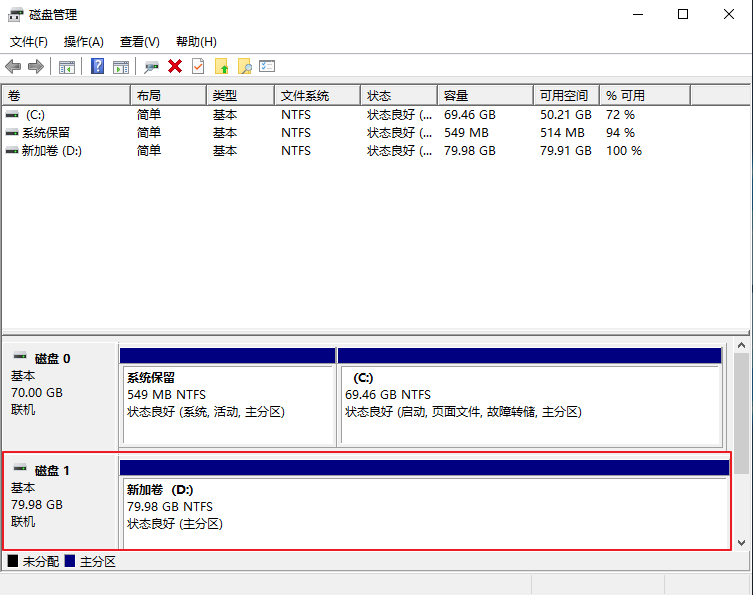 磁盘管理
文件(F) 操作(A) 查看(V) 帮助(H)
卷 布局 类型 文件系统 状态 容量 可用空间 % 可用
(C:) 简单 基本 NTFS 状态良好 (... 69.46 GB 50.21 GB 72 %
系统保留 简单 基本 NTFS 状态良好 (... 549 MB 514 MB 94 %
新加卷 (D:) 简单 基本 NTFS 状态良好 (... 79.98 GB 79.91 GB 100 %
磁盘 0
基本
70.00 GB
联机
系统保留
549 MB NTFS
状态良好 (系统, 活动, 主分区)
(C:)
69.46 GB NTFS
状态良好 (启动, 页面文件, 故障转储, 主分区)
磁盘 1
基本
79.98 GB
联机
新加卷 (D:)
79.98 GB NTFS
状态良好 (主分区)
未分配 主分区